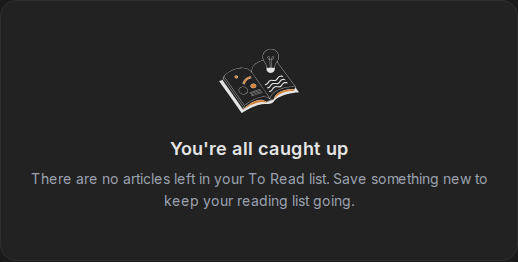 You're all caught up
There are no articles left in your To Read list. Save something new to
keep your reading list going.